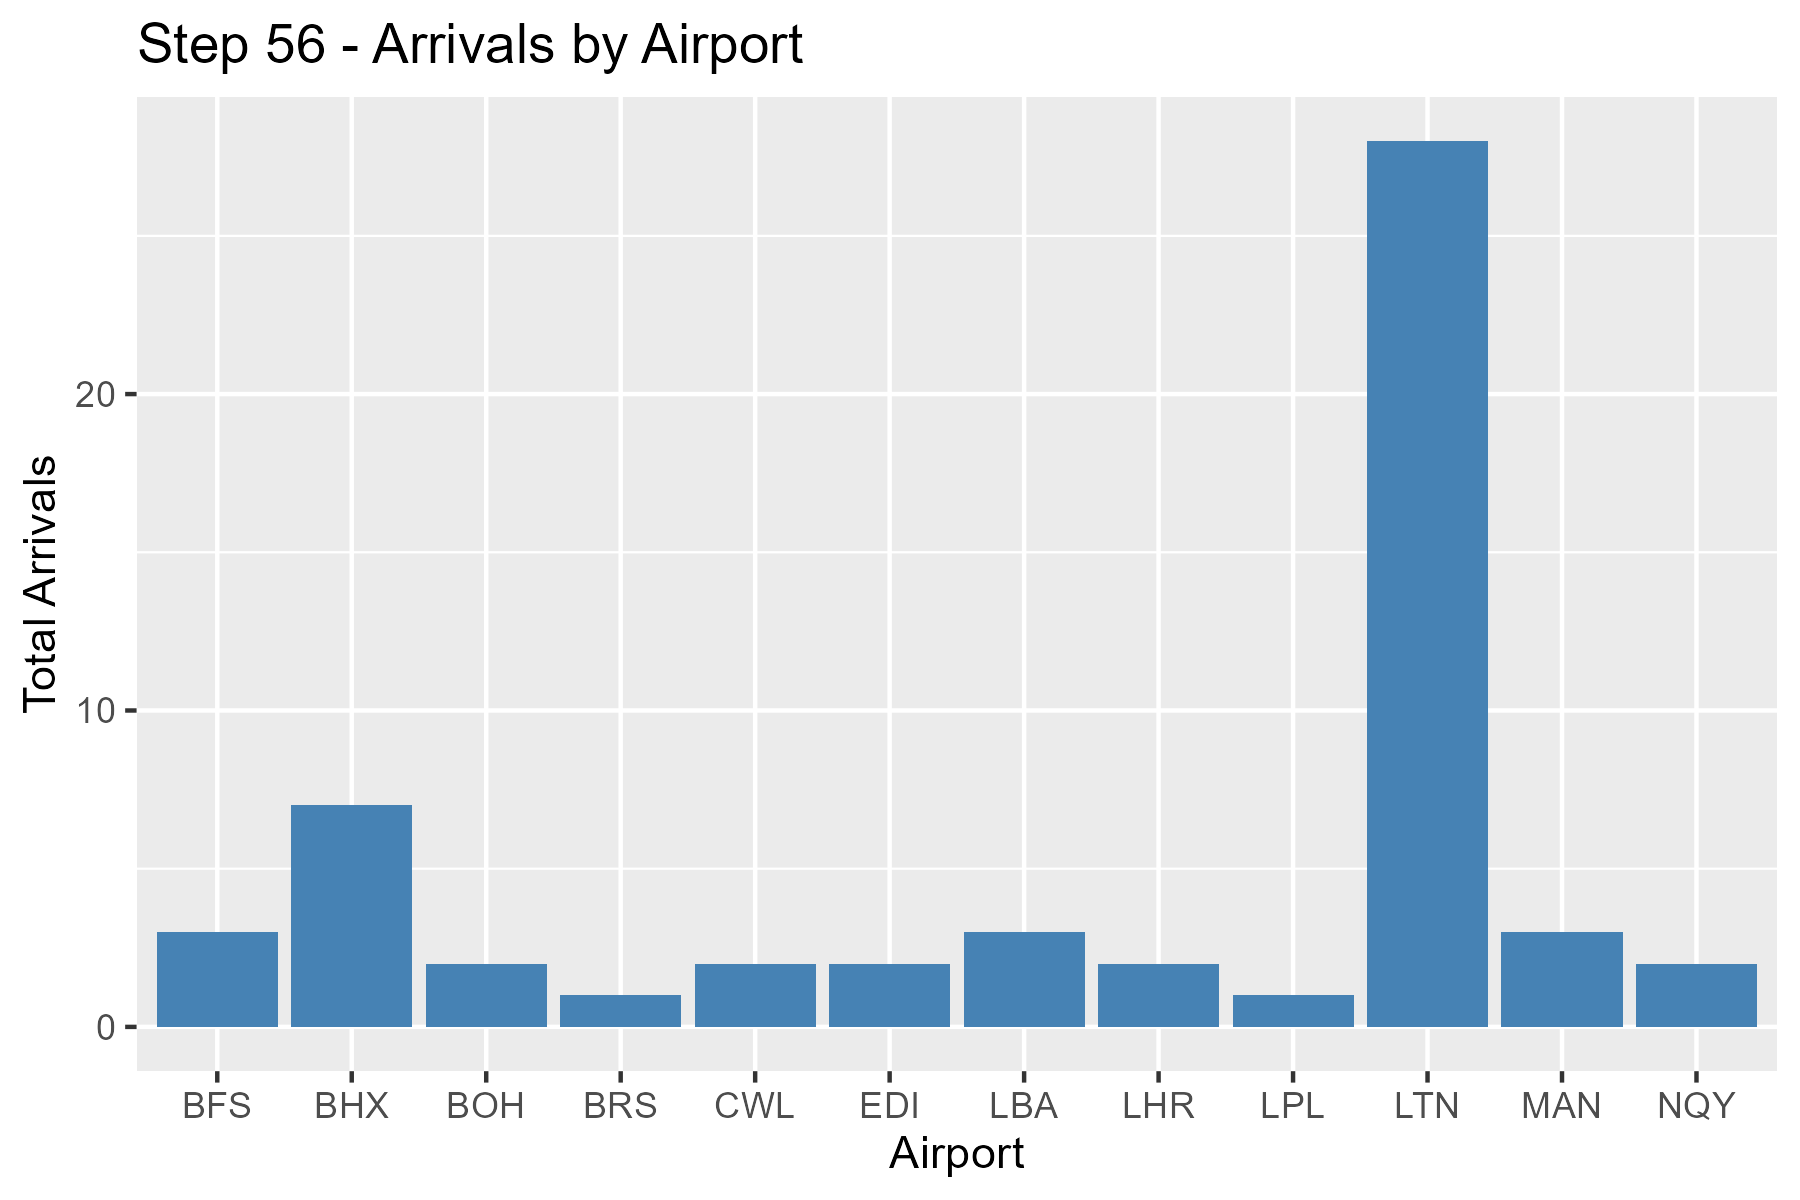 Step 56 - Arrivals by Airport
Total Arrivals
20
10
0
BFS BHX BOH BRS CWL EDI LBA LHR LPL LTN MAN NQY
Airport